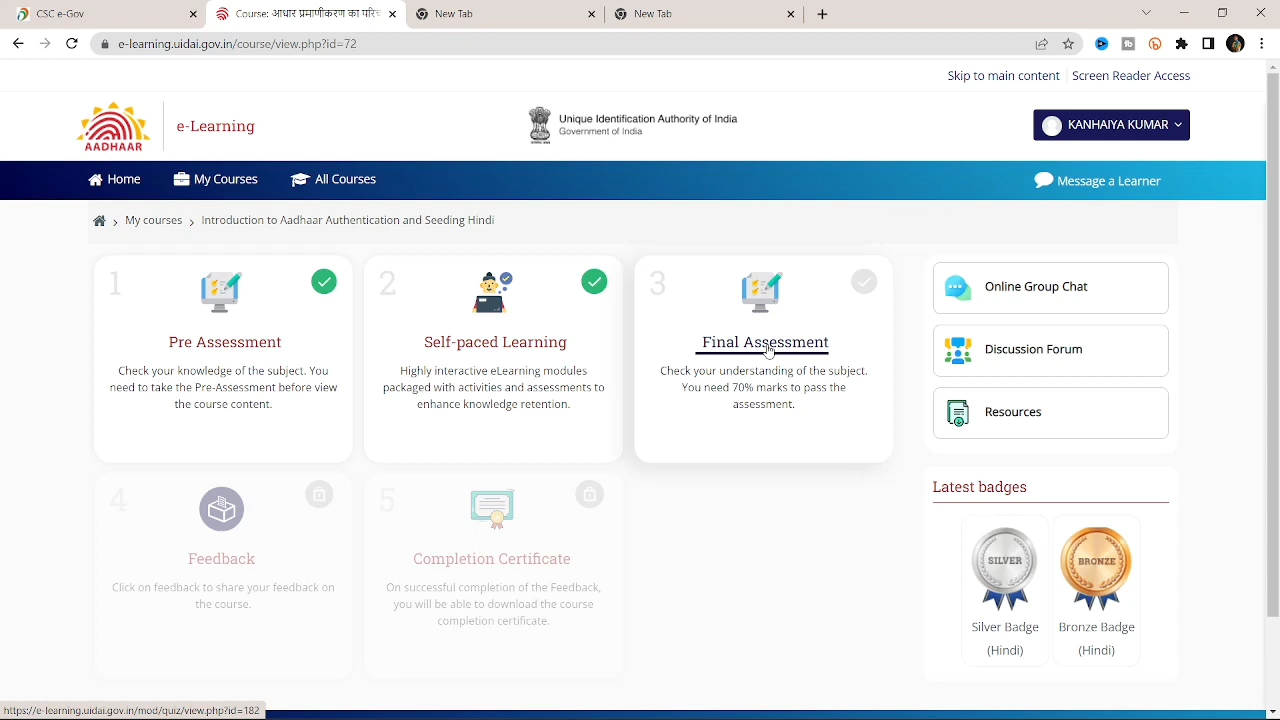 CSC e-Gov
New Tab
New Tab
e-learning.uidai.gov.in/course/view.php?id=72
Skip to main content
Screen Reader Access
AADHAAR
e-Learning
Unique Identification Authority of India
Government of India
KANHAIYA KUMAR
Home
My Courses
All Courses
Message a Learner
My courses
Introduction to Aadhaar Authentication and Seeding Hindi
1
Pre Assessment
Check your knowledge of the subject. You
need to take the Pre-Assessment before view
the course content.
2
Self-paced Learning
Highly interactive eLearning modules
packaged with activities and assessments to
enhance knowledge retention.
3
Final Assessment
Check your understanding of the subject.
You need 70% marks to pass the
assessment.
Online Group Chat
Discussion Forum
Resources
4
Feedback
Click on feedback to share your feedback on
the course.
5
Completion Certificate
On successful completion of the Feedback,
you will be able to download the course
completion certificate.
Latest badges
SILVER
Silver Badge
(Hindi)
BRONZE
Bronze Badge
(Hindi)
https://e-learning.uidai.gov.in/mod/quiz/view.php?id=182